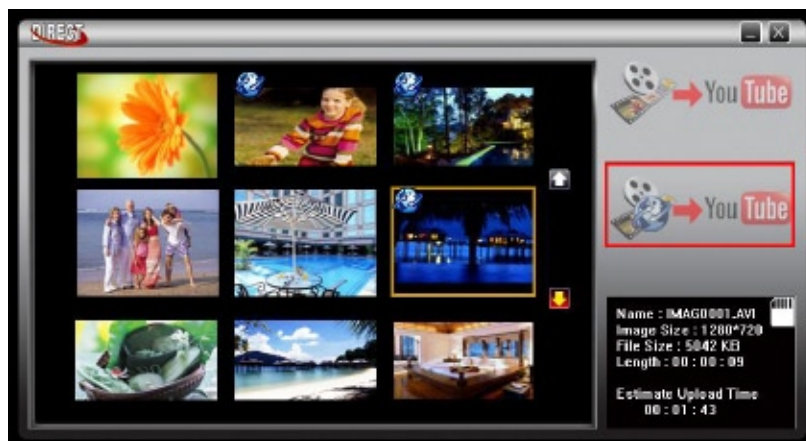 DIRECT
You Tube
You Tube
Name : IMAG0001.AVI
Image Size : 1280*720
File Size : 5042 KB
Length : 00 : 00 : 09
Estimate Upload Time
00 : 01 : 43